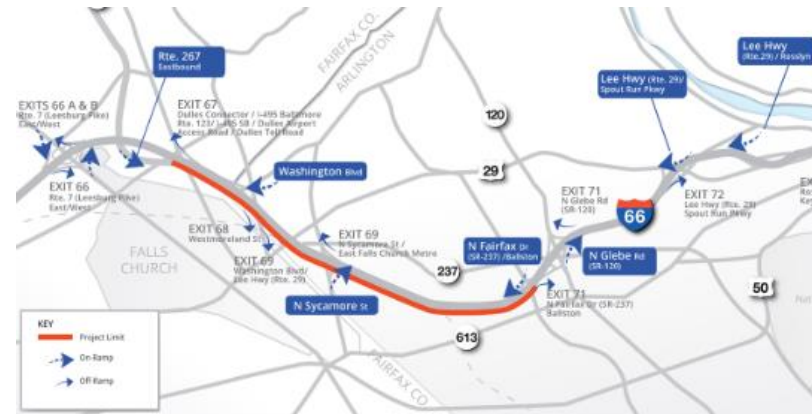 FAIRFAX CO.
ARLINGTON
Rte. 267
Eastbound
Lee Hwy
(Rte.29) / Rosslyn
Lee Hwy (Rte. 29)/
Spout Run Pkwy
EXITS 66 A & B
Rte. 7 (Leesburg Pike)
East/West
EXIT 67
Dulles Connector / I-495 Baltimore
Rte. 123/ I-495 SB / Dulles Airport
Access Road / Dulles Toll Road
120
29
Washington Blvd
EXIT 66
Rte. 7 (Leesburg Pike)
East/West
EXIT 71
N Glebe Rd
(SR-120)
66
EXIT 72
Lee Hwy (Rte. 29)
Spout Run Pkwy
EXIT 68
Westmoreland St
EXIT 69
N Sycamore St /
East Falls Church Metro
FALLS
CHURCH
EXIT 69
Washington Blvd/
Lee Hwy (Rte. 29)
N Fairfax Dr
(SR-237) /Ballston
N Glebe Rd
(SR-120)
237
50
N Sycamore St
EXIT 71
N Fairfax Dr (SR-237)
Ballston
613
FAIRFAX CO.
KEY
Project Limit
On-Ramp
Off Ramp